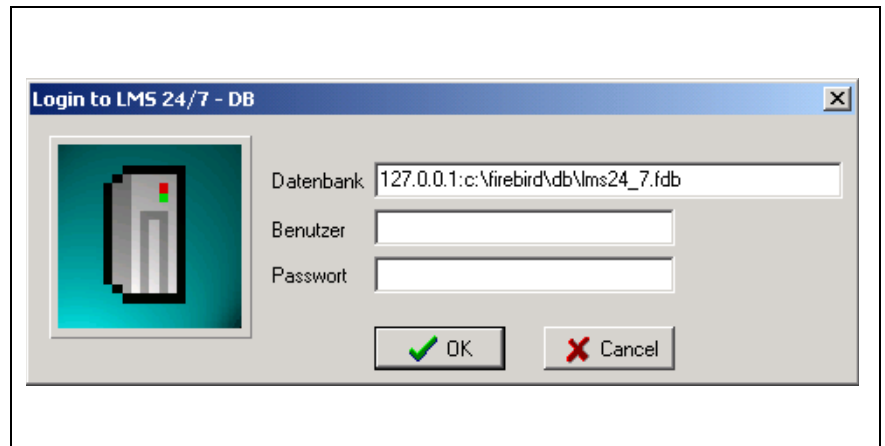 Login to LMS 24/7 - DB
Datenbank 127.0.0.1:c:\firebird\db\lms24_7.fdb
Benutzer
Passwort
OK Cancel